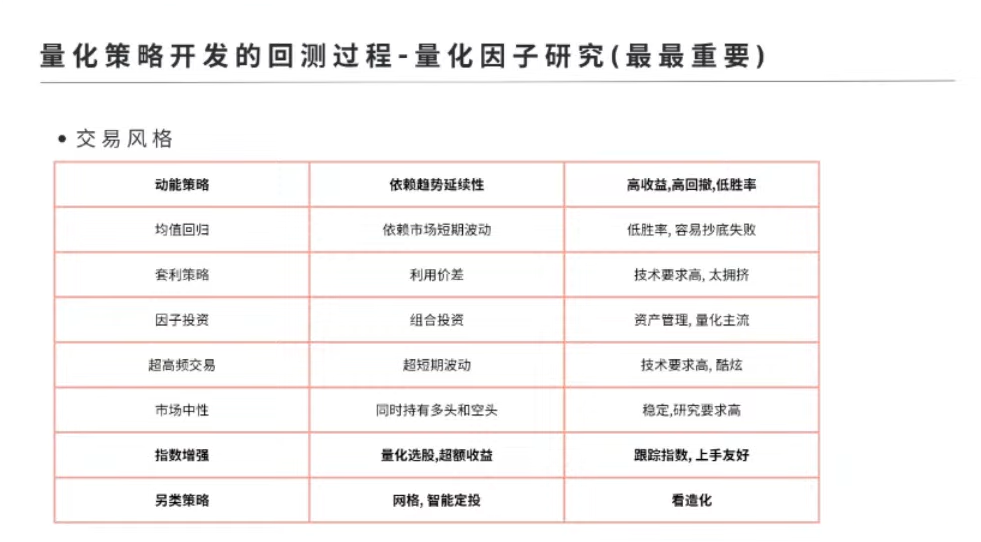 量化策略开发的回测过程-量化因子研究(最最重要)
• 交易风格
动能策略 依赖趋势延续性 高收益,高回撤,低胜率
均值回归 依赖市场短期波动 低胜率, 容易抄底失败
套利策略 利用价差 技术要求高, 太拥挤
因子投资 组合投资 资产管理, 量化主流
超高频交易 超短期波动 技术要求高, 酷炫
市场中性 同时持有多头和空头 稳定,研究要求高
指数增强 量化选股,超额收益 跟踪指数, 上手友好
另类策略 网格, 智能定投 看造化